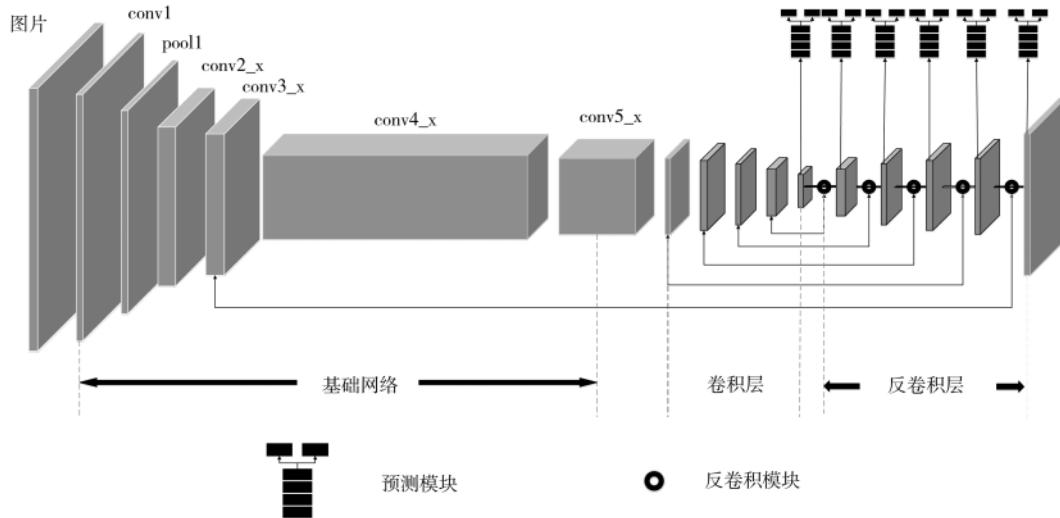 图片
conv1
pool1
conv2_x
conv3_x
conv4_x
conv5_x
基础网络
卷积层
反卷积层
预测模块
反卷积模块